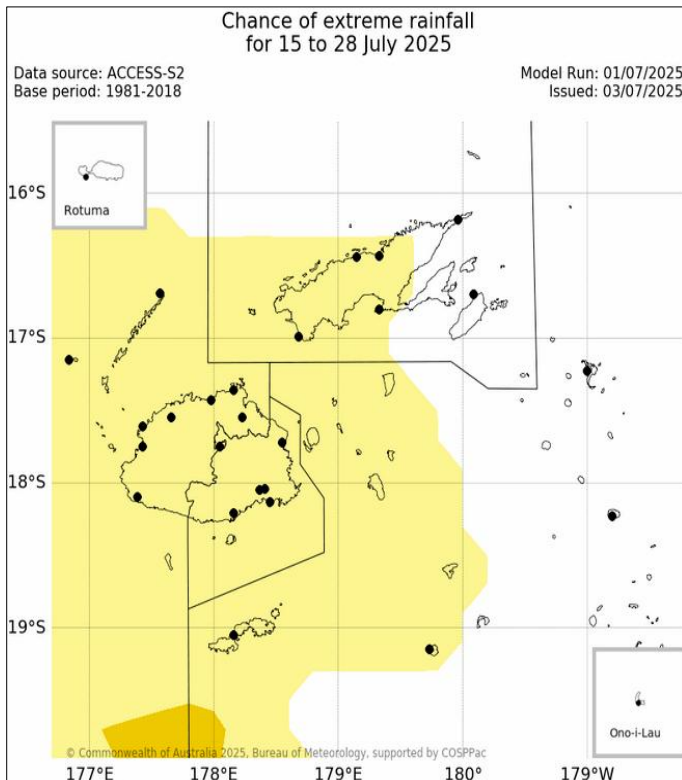 Chance of extreme rainfall
for 15 to 28 July 2025
Data source: ACCESS-S2
Base period: 1981-2018
Model Run: 01/07/2025
Issued: 03/07/2025
Rotuma
16°S
17°S
18°S
19°S
Ono-i-Lau
© Commonwealth of Australia 2025, Bureau of Meteorology, supported by COSPPac
177°E
178°E
179°E
180°
179°W